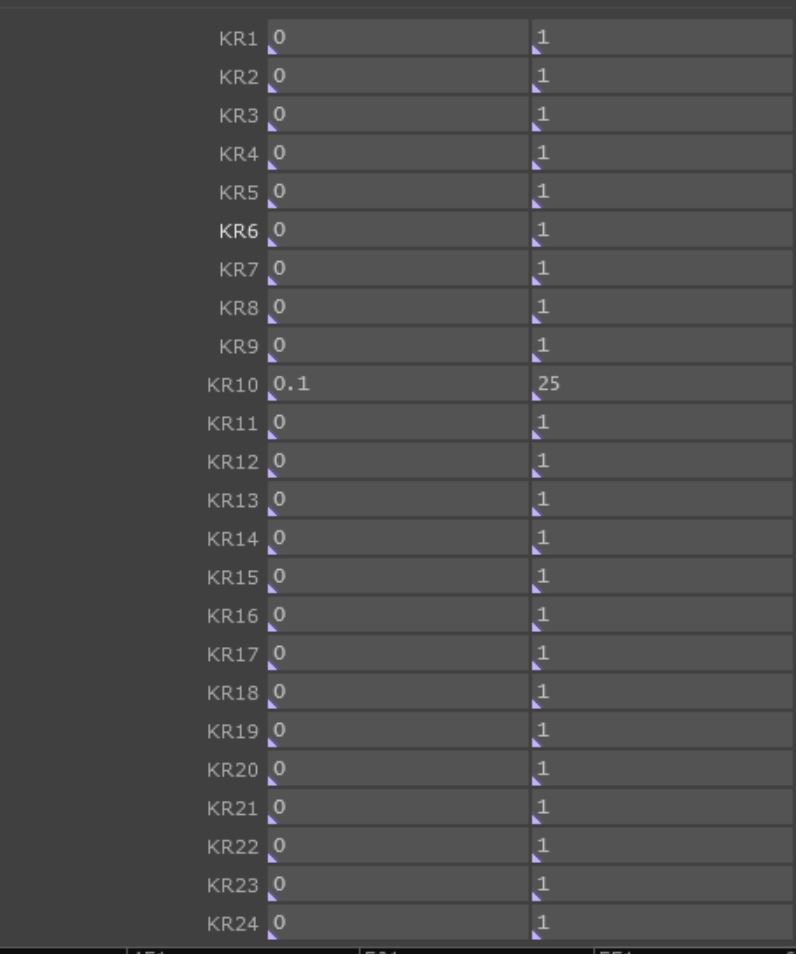 KR1 0 1
KR2 0 1
KR3 0 1
KR4 0 1
KR5 0 1
KR6 0 1
KR7 0 1
KR8 0 1
KR9 0 1
KR10 0.1 25
KR11 0 1
KR12 0 1
KR13 0 1
KR14 0 1
KR15 0 1
KR16 0 1
KR17 0 1
KR18 0 1
KR19 0 1
KR20 0 1
KR21 0 1
KR22 0 1
KR23 0 1
KR24 0 1